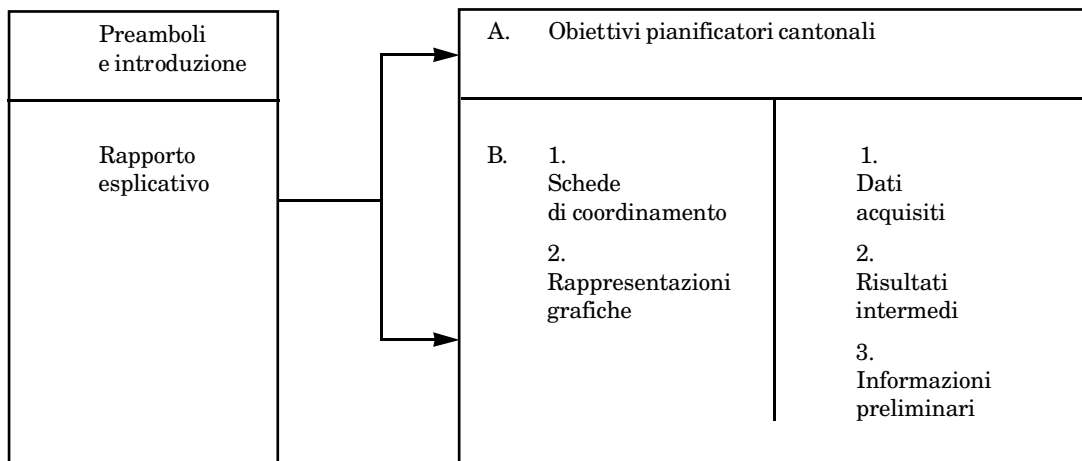 Preamboli
e introduzione
Rapporto
esplicativo
A. Obiettivi pianificatori cantonali
B. 1.
Schede
di coordinamento
2.
Rappresentazioni
grafiche
1.
Dati
acquisiti
2.
Risultati
intermedi
3.
Informazioni
preliminari